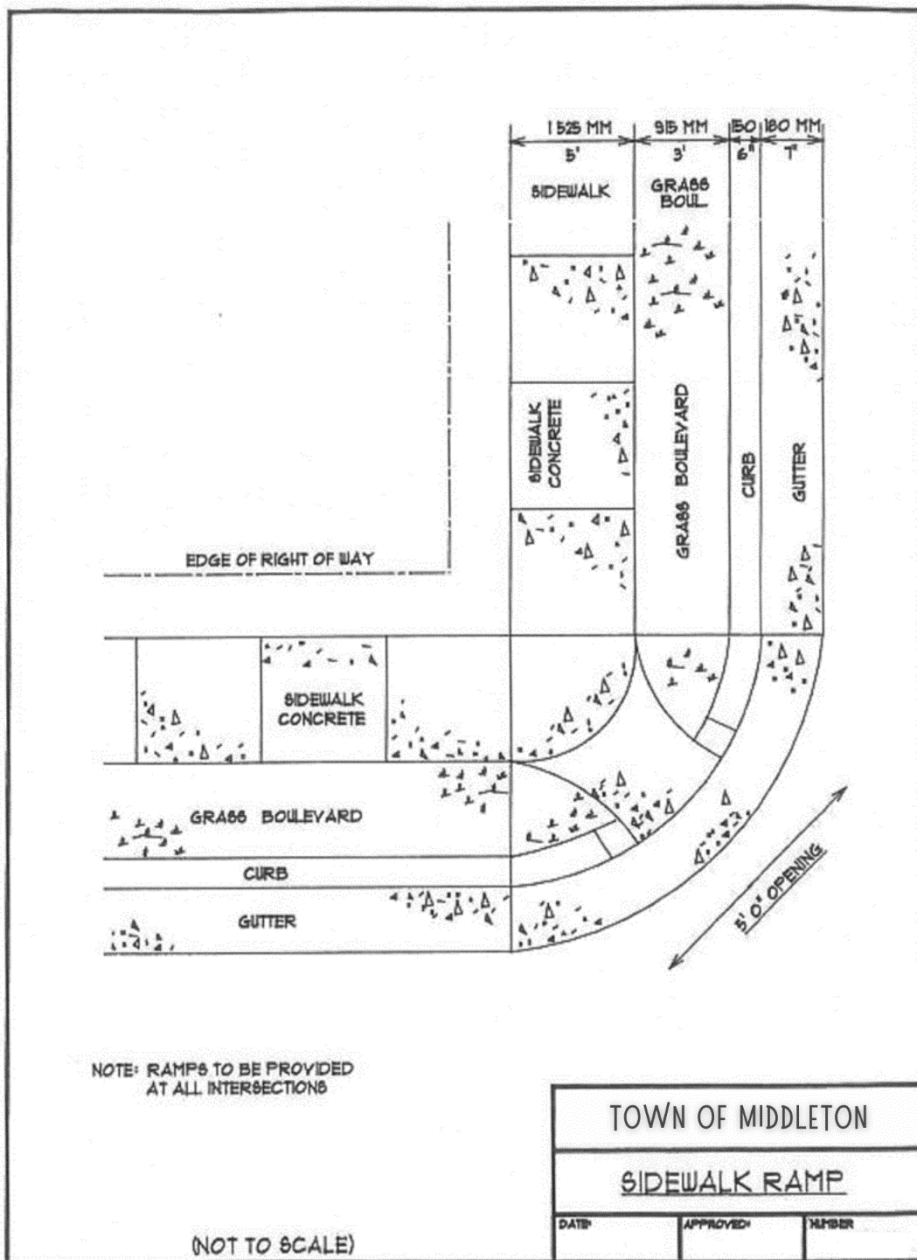 1525 MM 915 MM 150 180 MM
5' 3' 6" 7"
SIDEWALK
GRASS
BOUL.
SIDEWALK
CONCRETE
GRASS BOULEVARD
CURB
GUTTER
EDGE OF RIGHT OF WAY
SIDEWALK
CONCRETE
GRASS BOULEVARD
CURB
GUTTER
5' 0" OPENING
NOTE: RAMPS TO BE PROVIDED
AT ALL INTERSECTIONS
(NOT TO SCALE)
TOWN OF MIDDLETON
SIDEWALK RAMP
DATE: APPROVED: NUMBER